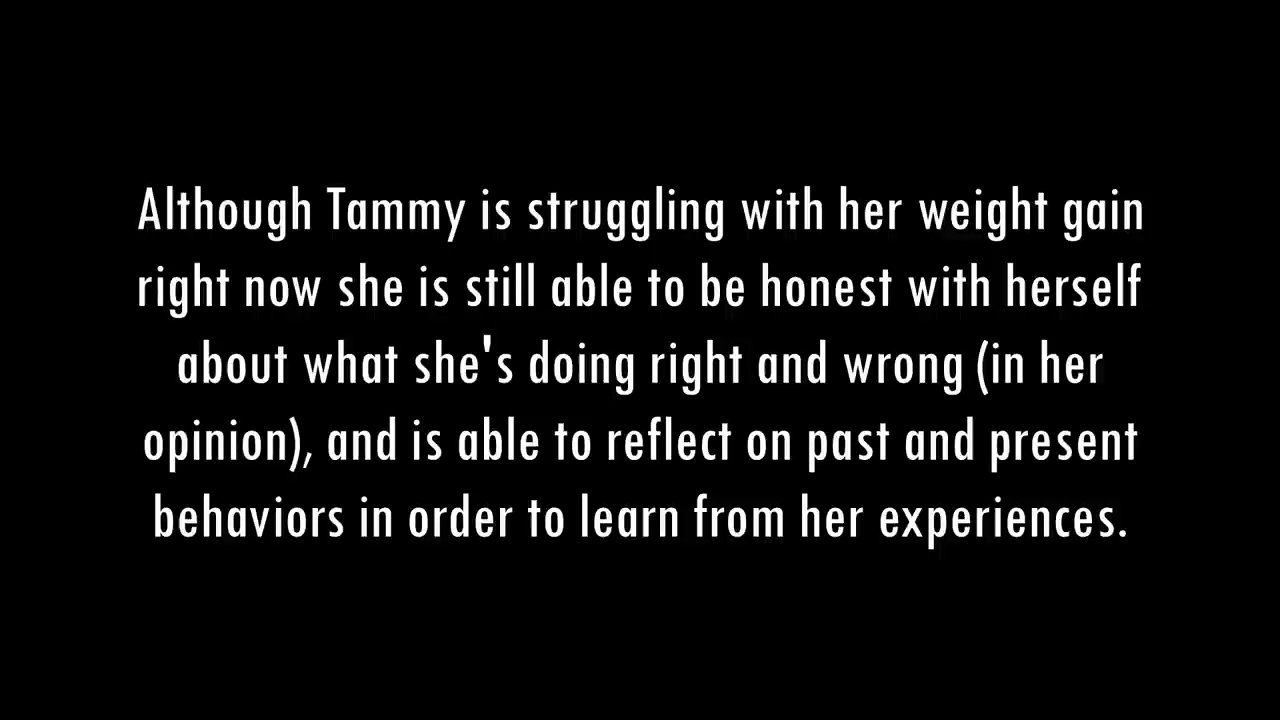 Although Tammy is struggling with her weight gain
right now she is still able to be honest with herself
about what she's doing right and wrong (in her
opinion), and is able to reflect on past and present
behaviors in order to learn from her experiences.